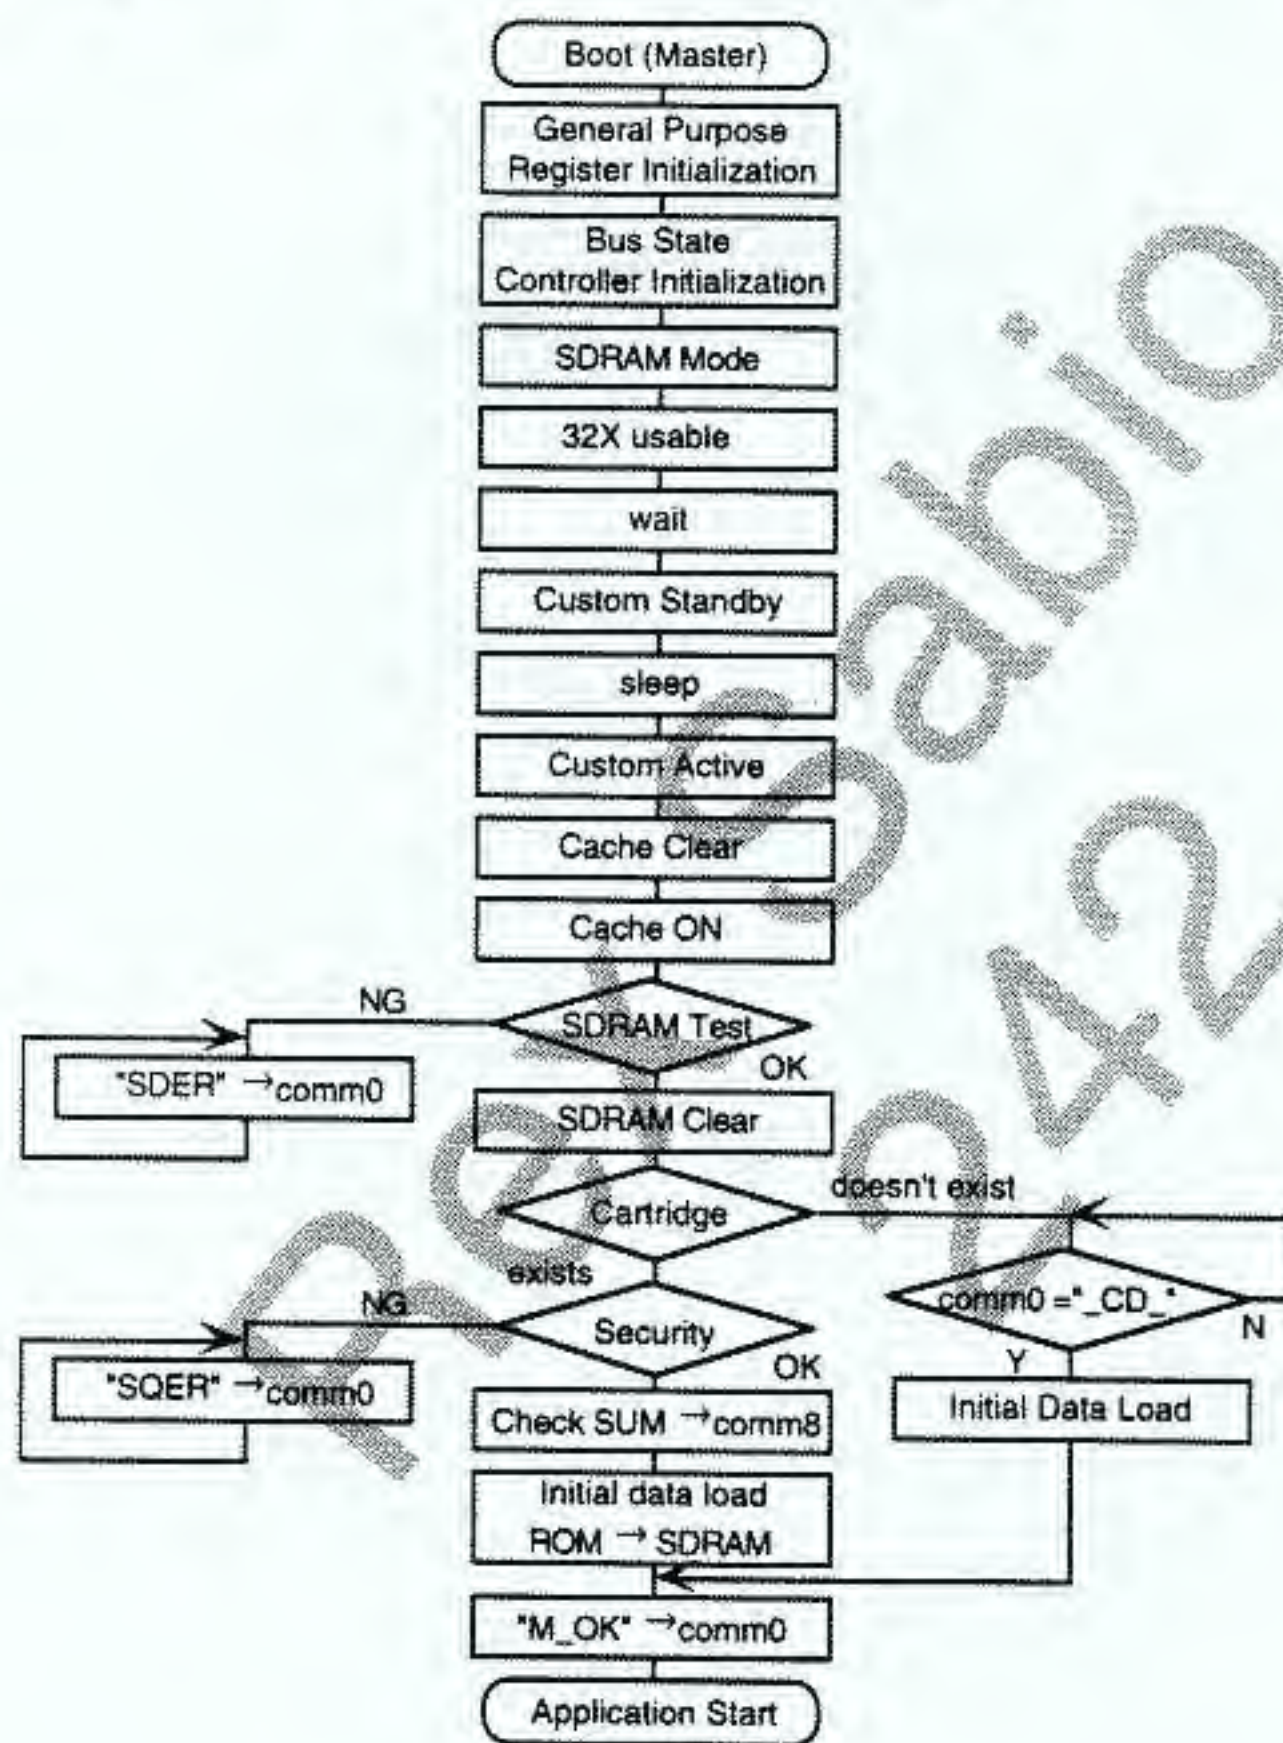 Boot (Master)
General Purpose
Register Initialization
Bus State
Controller Initialization
SDRAM Mode
32X usable
wait
Custom Standby
sleep
Custom Active
Cache Clear
Cache ON
NG
SDRAM Test
OK
"SDER" →comm0
SDRAM Clear
Cartridge
doesn't exist
exists
comm0 ="_CD_"
N
Y
NG
Security
OK
"SQER" →comm0
Check SUM →comm8
Initial Data Load
Initial data load
ROM → SDRAM
"M_OK" →comm0
Application Start